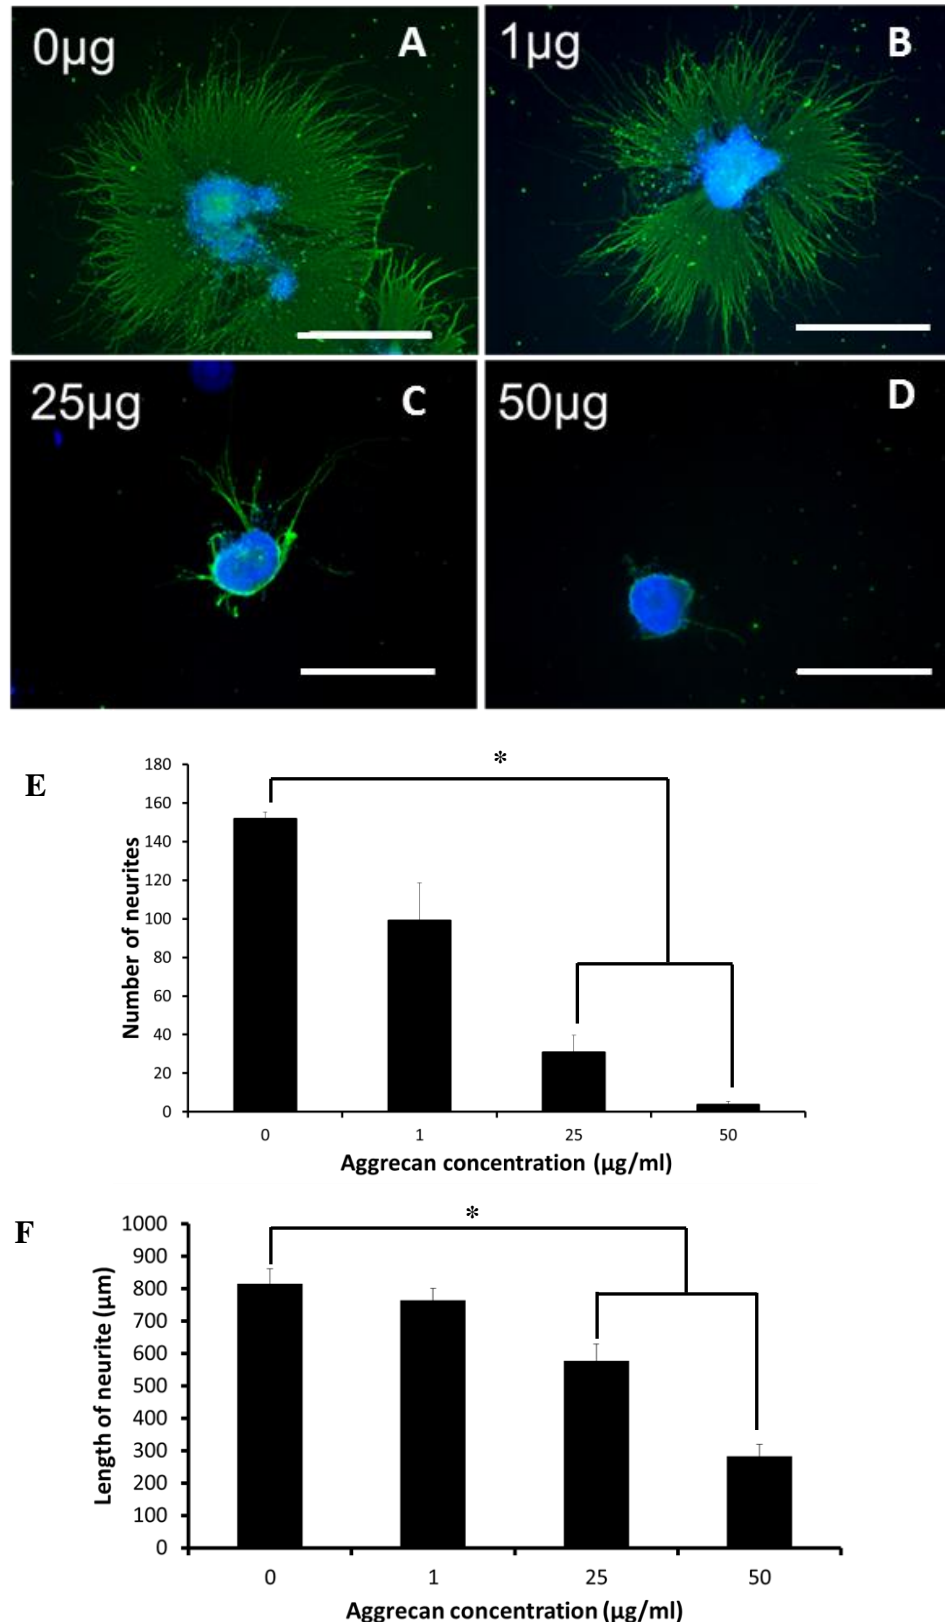 0µg A
1µg B
25µg C
50µg D
E
*
180
160
140
120
100
80
60
40
20
0
Number of neurites
0 1 25 50
Aggrecan concentration (µg/ml)
F
*
1000
900
800
700
600
500
400
300
200
100
0
Length of neurite (µm)
0 1 25 50
Aggrecan concentration (µg/ml)